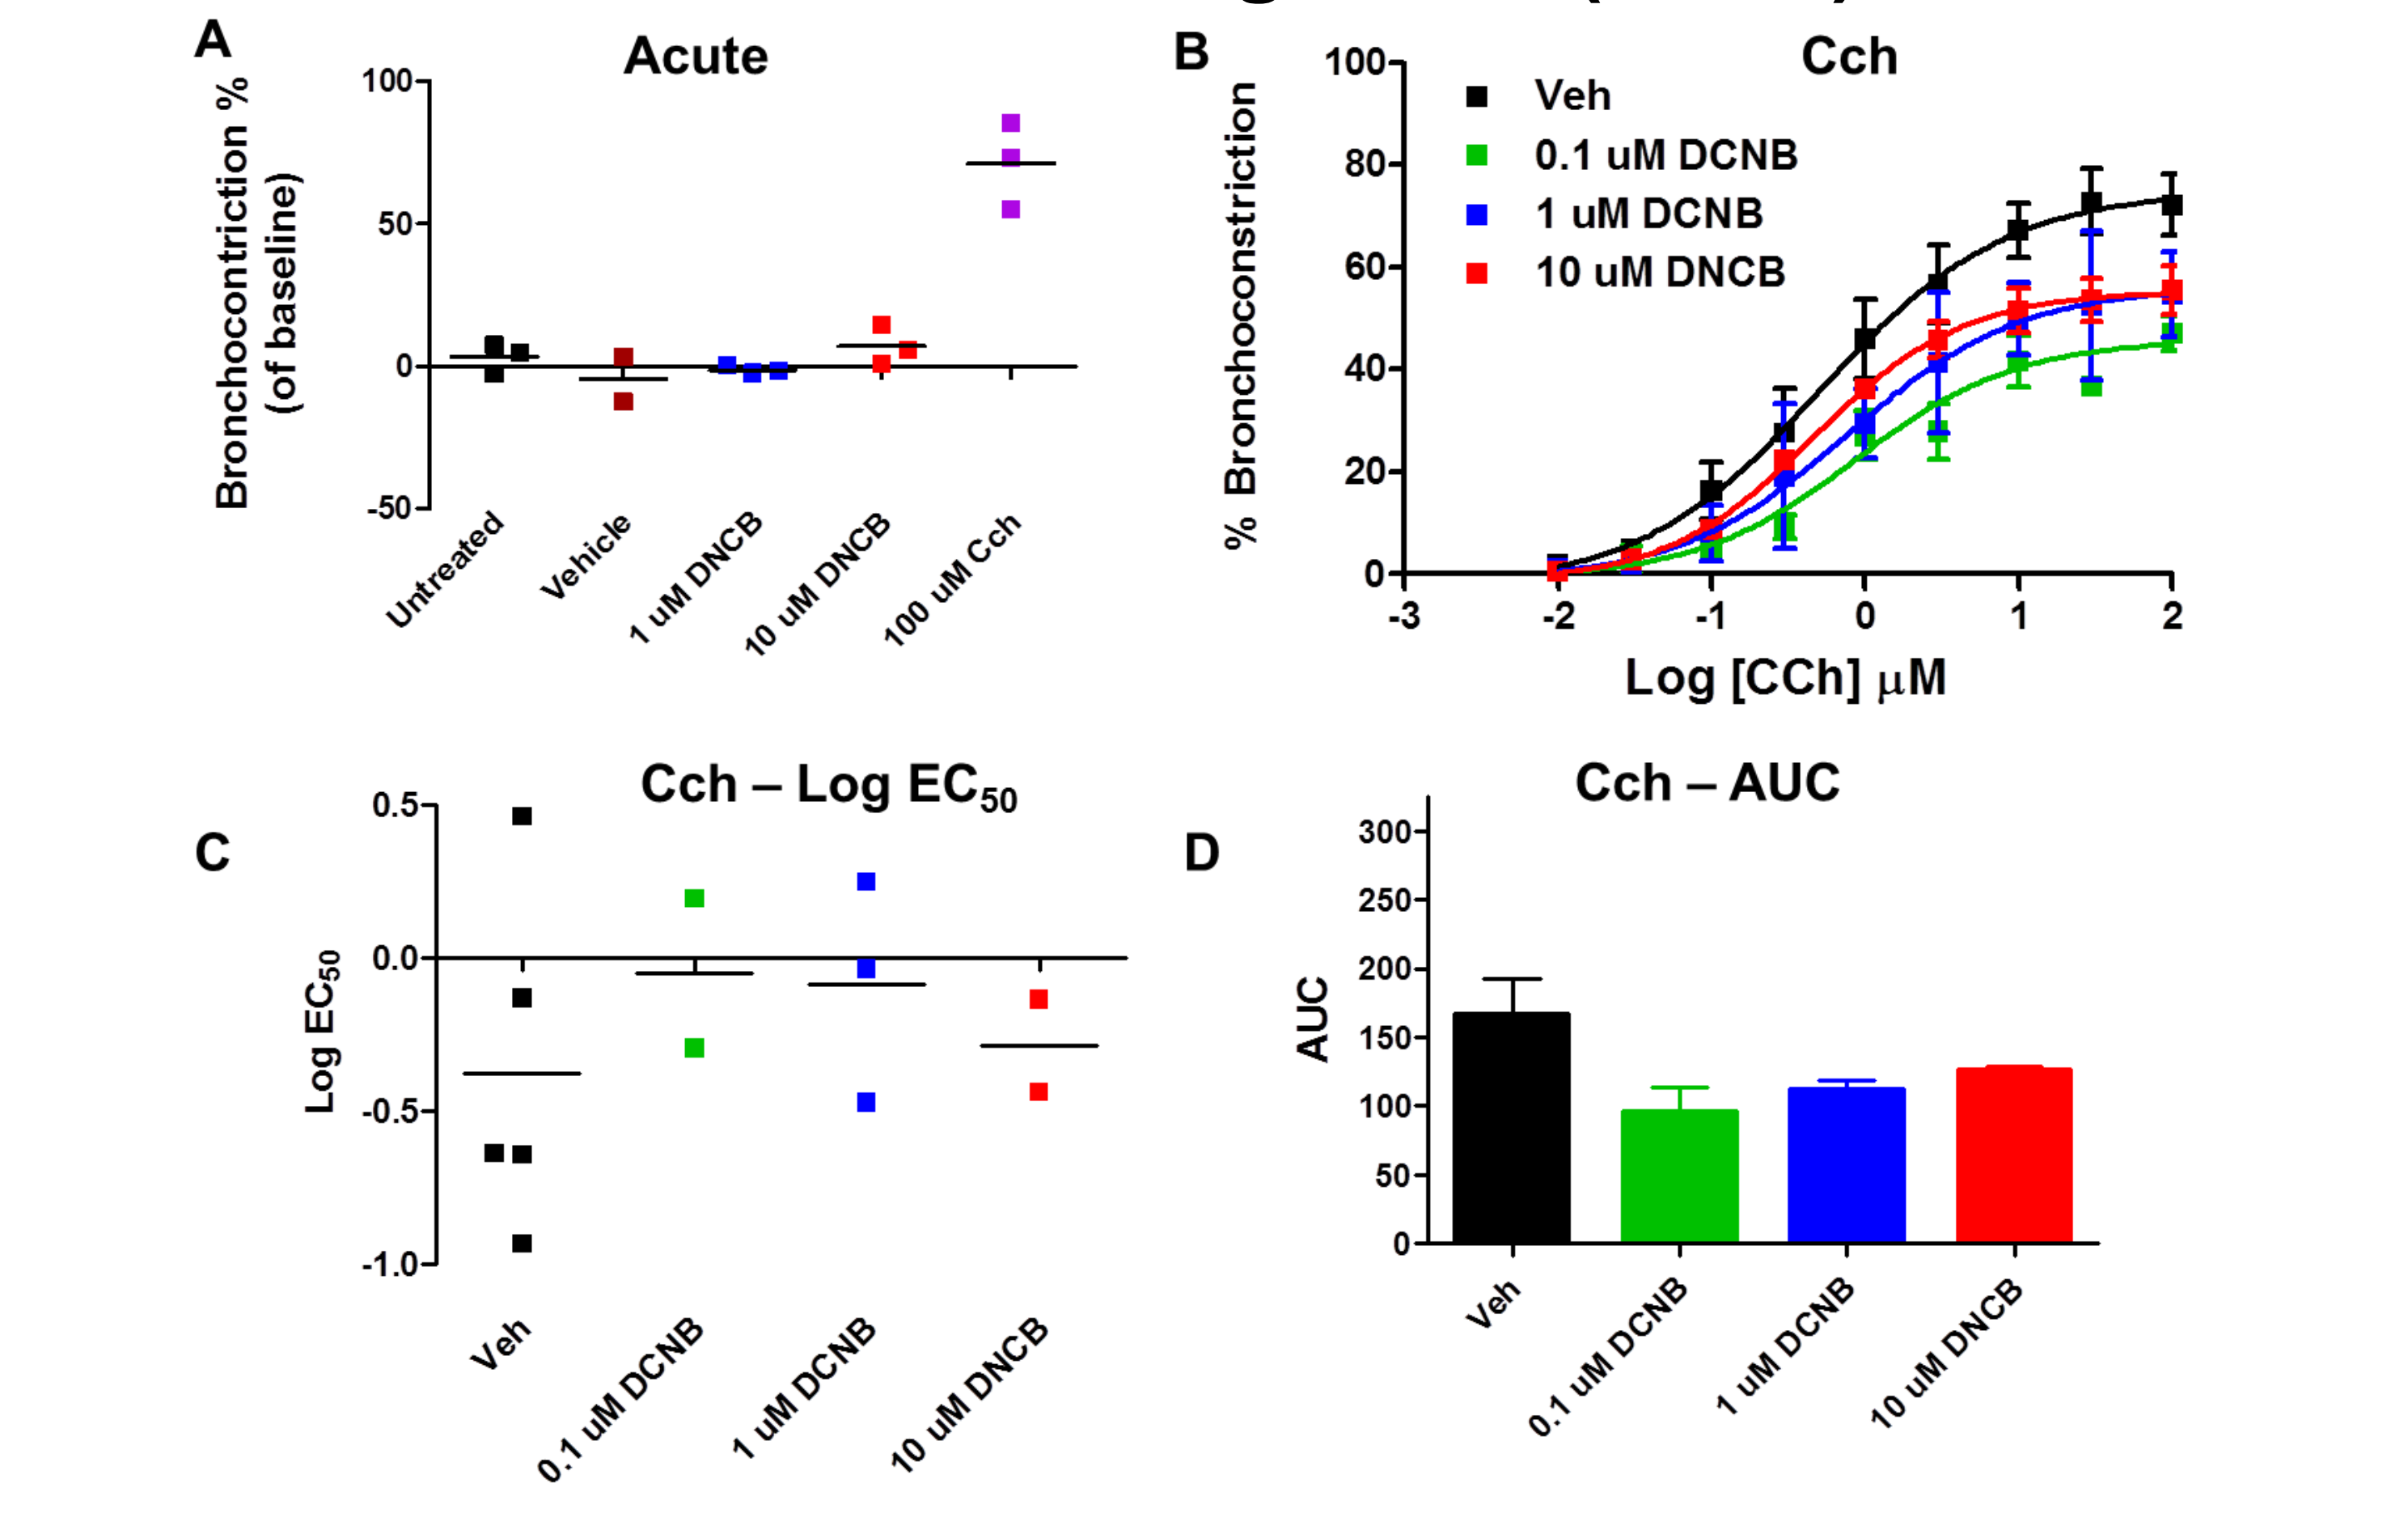 A
Acute
Bronchocontriction %
(of baseline)
100
50
0
-50
Untreated
Vehicle
1 uM DNCB
10 uM DNCB
100 uM Cch
B
Cch
% Bronchoconstriction
100
80
60
40
20
0
Veh
0.1 uM DCNB
1 uM DCNB
10 uM DNCB
-3
-2
-1
0
1
2
Log [CCh] μM
C
Cch – Log EC50
Log EC50
0.5
0.0
-0.5
-1.0
Veh
0.1 uM DCNB
1 uM DCNB
10 uM DNCB
D
Cch – AUC
AUC
300
250
200
150
100
50
0
Veh
0.1 uM DCNB
1 uM DCNB
10 uM DNCB